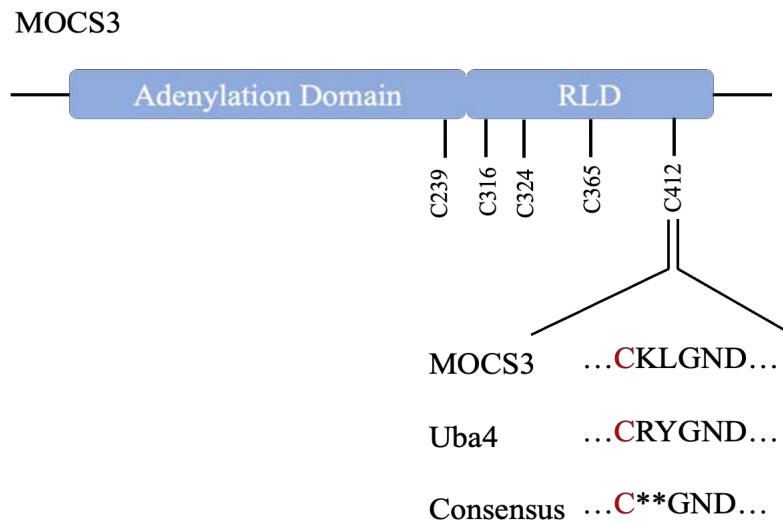 MOCS3
Adenylation Domain RLD
C239 C316 C324 C365 C412
MOCS3 ...CKLGND...
Uba4 ...CRYGND...
Consensus ...C**GND...